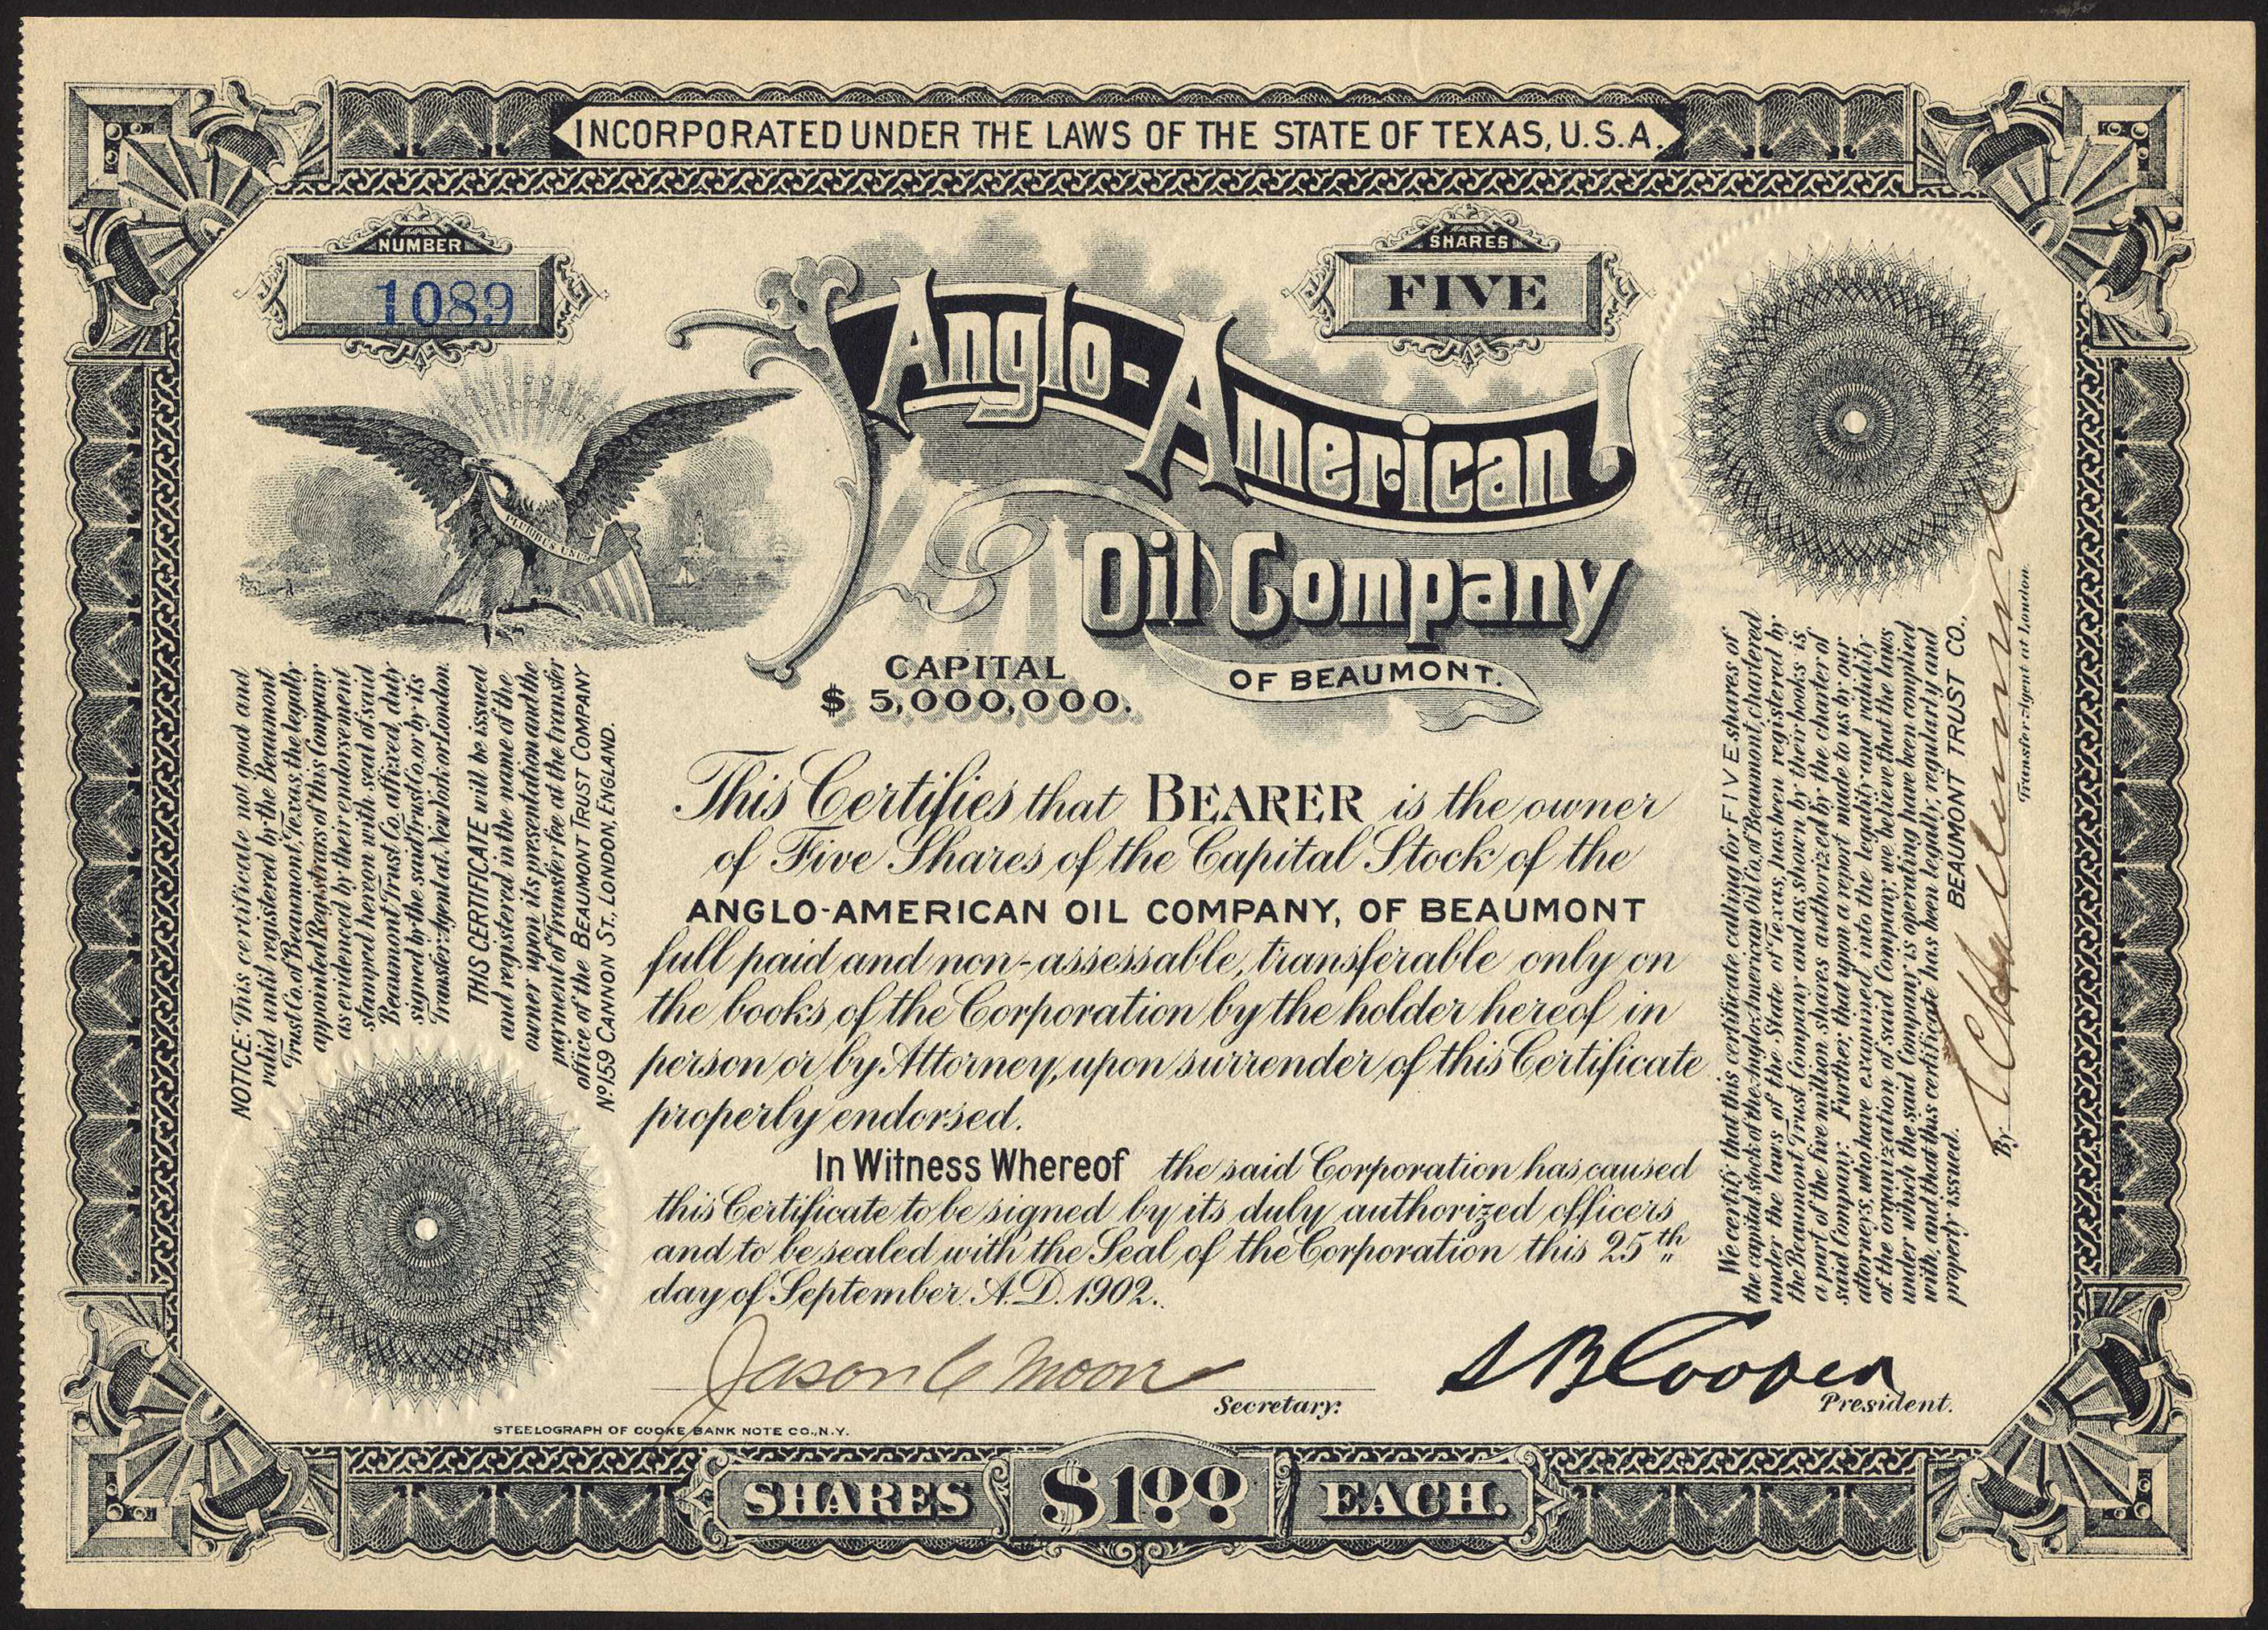 INCORPORATED UNDER THE LAWS OF THE STATE OF TEXAS, U.S.A.
NUMBER
1089
SHARES
FIVE
Anglo-American
Oil Company
OF BEAUMONT.
CAPITAL
$ 5,000,000.
PLURIBUS UNUM
This Certifies that BEARER is the owner
of Five Shares of the Capital Stock of the
ANGLO-AMERICAN OIL COMPANY, OF BEAUMONT
full paid and non-assessable, transferable only on
the books of the Corporation by the holder hereof in
person or by Attorney, upon surrender of this Certificate
properly endorsed.
In Witness Whereof the said Corporation has caused
this Certificate to be signed by its duly authorized officers
and to be sealed with the Seal of the Corporation this 25th
day of September. A.D. 1902.
Jason C Moore
Secretary.
S B Cooper
President.
STEELOGRAPH OF COOKE BANK NOTE CO., N.Y.
SHARES $1.00 EACH.
NOTICE: This certificate not good and
valid until registered by the Beaumont
Trust Co. of Beaumont, Texas, the legally
appointed Registrars of this Company
as evidenced by their endorsement
stamped hereon with seal of said
Beaumont Trust Co. affixed, duly
signed by the said Trust Co. or by its
Transfer Agent at New York or London.
THIS CERTIFICATE will be issued
and registered in the name of the
owner upon its presentation and the
payment of Transfer fee at the transfer
office of the BEAUMONT TRUST COMPANY
No 159 CANNON ST., LONDON, ENGLAND.
We certify that this certificate calling for FIVE shares of
the capital stock of the Anglo-American Oil Co. of Beaumont, chartered
under the laws of the State of Texas, has been registered by
the Beaumont Trust Company and as shown by their books is
a part of the five million shares authorized by the charter of
said Company. Further, that upon a report made to us by our
attorneys, who have examined into the legality and validity
of the organization of said Company, we believe that the laws
under which the said Company is operating have been complied
with, and that this certificate has been legally, regularly and
properly issued.
BEAUMONT TRUST CO.,
By
Transfer Agent at London.